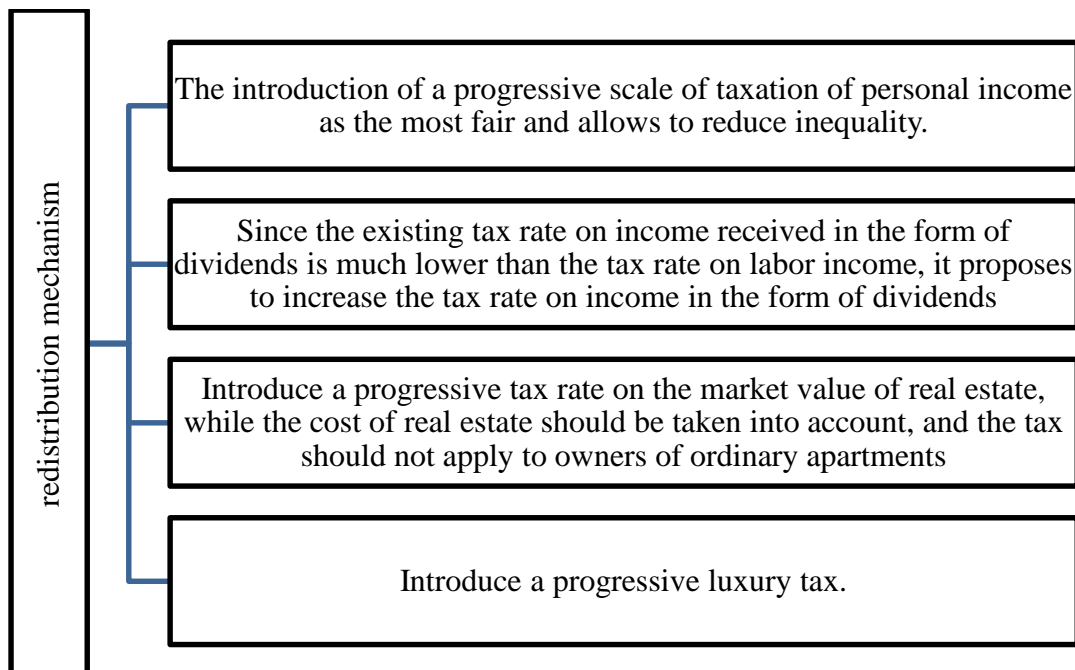 redistribution mechanism
The introduction of a progressive scale of taxation of personal income
as the most fair and allows to reduce inequality.
Since the existing tax rate on income received in the form of
dividends is much lower than the tax rate on labor income, it proposes
to increase the tax rate on income in the form of dividends
Introduce a progressive tax rate on the market value of real estate,
while the cost of real estate should be taken into account, and the tax
should not apply to owners of ordinary apartments
Introduce a progressive luxury tax.